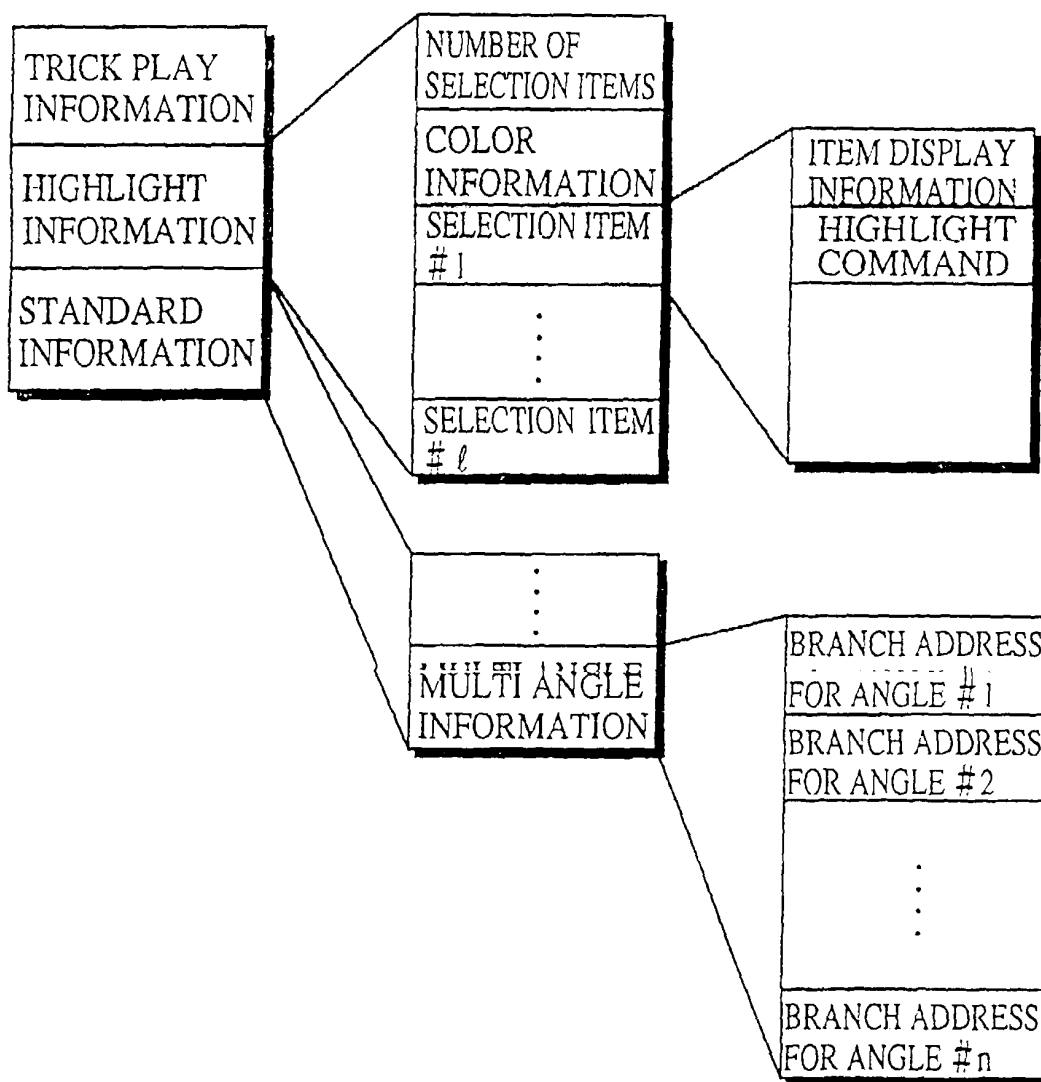 TRICK PLAY
INFORMATION
HIGHLIGHT
INFORMATION
STANDARD
INFORMATION
NUMBER OF
SELECTION ITEMS
COLOR
INFORMATION
SELECTION ITEM
#1
SELECTION ITEM
#ℓ
ITEM DISPLAY
INFORMATION
HIGHLIGHT
COMMAND
MULTI ANGLE
INFORMATION
BRANCH ADDRESS
FOR ANGLE #1
BRANCH ADDRESS
FOR ANGLE #2
BRANCH ADDRESS
FOR ANGLE #n